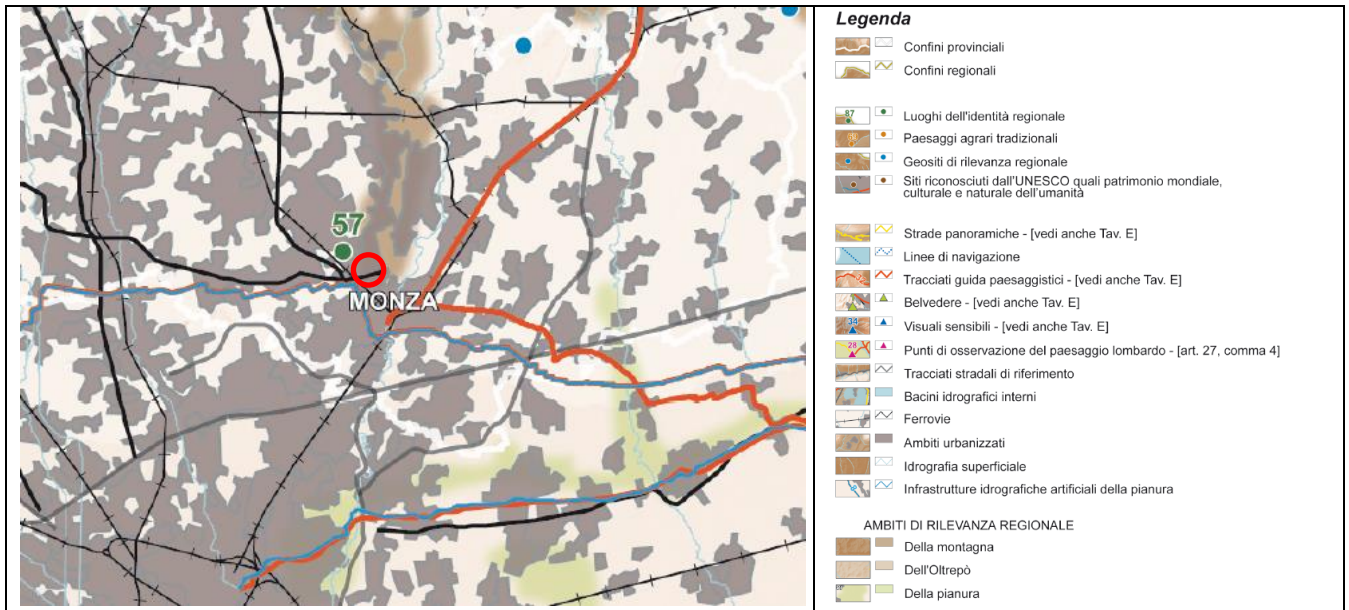 57
MONZA
Legenda
Confini provinciali
Confini regionali
87
Luoghi dell'identità regionale
Paesaggi agrari tradizionali
Geositi di rilevanza regionale
Siti riconosciuti dall'UNESCO quali patrimonio mondiale,
culturale e naturale dell'umanità
Strade panoramiche - [vedi anche Tav. E]
Linee di navigazione
Tracciati guida paesaggistici - [vedi anche Tav. E]
Belvedere - [vedi anche Tav. E]
34
Visuali sensibili - [vedi anche Tav. E]
28
Punti di osservazione del paesaggio lombardo - [art. 27, comma 4]
Tracciati stradali di riferimento
Bacini idrografici interni
Ferrovie
Ambiti urbanizzati
Idrografia superficiale
Infrastrutture idrografiche artificiali della pianura
AMBITI DI RILEVANZA REGIONALE
Della montagna
Dell'Oltrepò
Della pianura